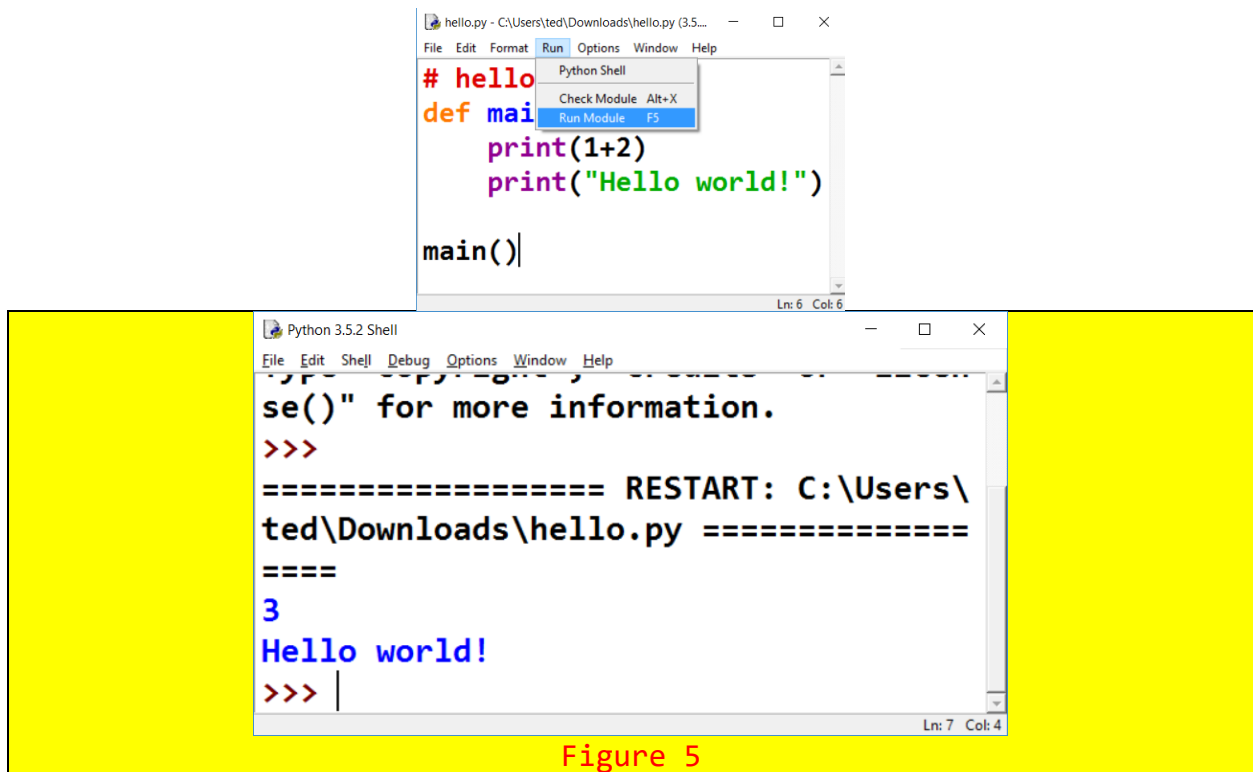 hello.py - C:\Users\ted\Downloads\hello.py (3.5....
File Edit Format Run Options Window Help
# hello
Python Shell
Check Module Alt+X
def mai
Run Module F5
print(1+2)
print("Hello world!")
main()
Ln: 6 Col: 6
Python 3.5.2 Shell
File Edit Shell Debug Options Window Help
se()" for more information.
>>>
================== RESTART: C:\Users\
ted\Downloads\hello.py ==============
====
3
Hello world!
>>>
Ln: 7 Col: 4
Figure 5